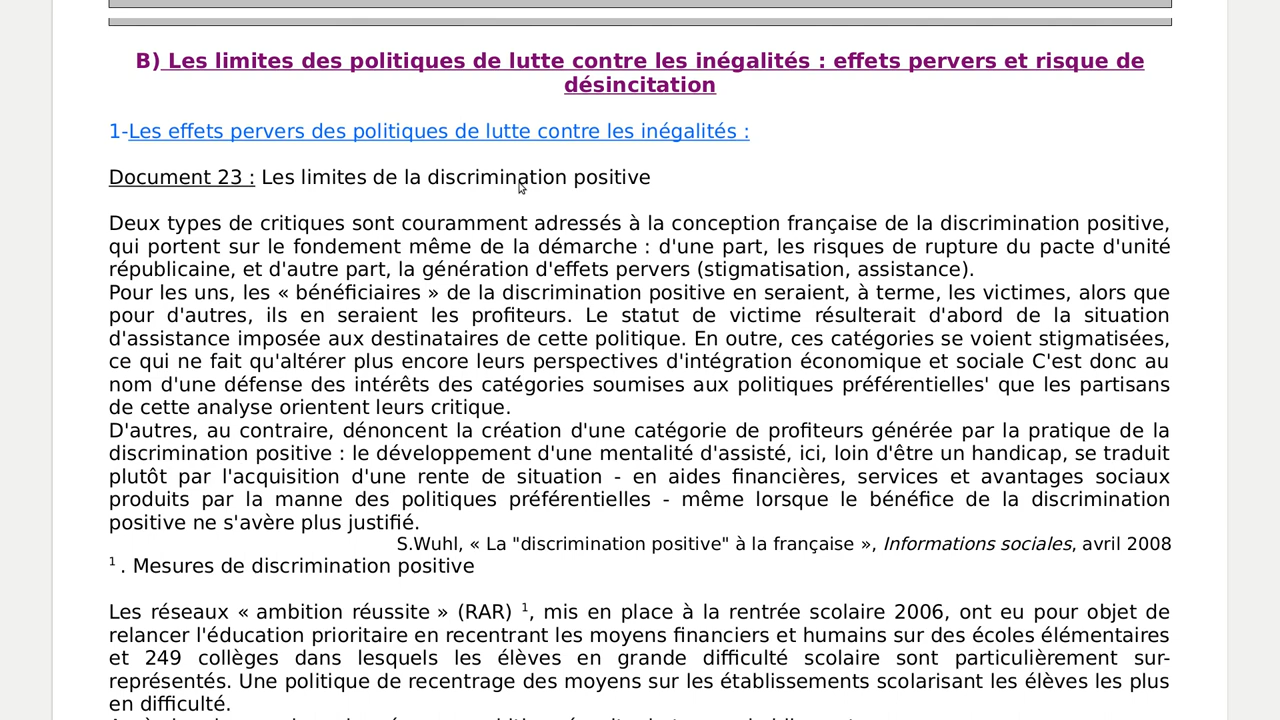 B) Les limites des politiques de lutte contre les inégalités : effets pervers et risque de
désincitation
1-Les effets pervers des politiques de lutte contre les inégalités :
Document 23 : Les limites de la discrimination positive
Deux types de critiques sont couramment adressés à la conception française de la discrimination positive,
qui portent sur le fondement même de la démarche : d'une part, les risques de rupture du pacte d'unité
républicaine, et d'autre part, la génération d'effets pervers (stigmatisation, assistance).
Pour les uns, les « bénéficiaires » de la discrimination positive en seraient, à terme, les victimes, alors que
pour d'autres, ils en seraient les profiteurs. Le statut de victime résulterait d'abord de la situation
d'assistance imposée aux destinataires de cette politique. En outre, ces catégories se voient stigmatisées,
ce qui ne fait qu'altérer plus encore leurs perspectives d'intégration économique et sociale C'est donc au
nom d'une défense des intérêts des catégories soumises aux politiques préférentielles' que les partisans
de cette analyse orientent leurs critique.
D'autres, au contraire, dénoncent la création d'une catégorie de profiteurs générée par la pratique de la
discrimination positive : le développement d'une mentalité d'assisté, ici, loin d'être un handicap, se traduit
plutôt par l'acquisition d'une rente de situation - en aides financières, services et avantages sociaux
produits par la manne des politiques préférentielles - même lorsque le bénéfice de la discrimination
positive ne s'avère plus justifié.
S.Wuhl, « La "discrimination positive" à la française », Informations sociales, avril 2008
1 . Mesures de discrimination positive
Les réseaux « ambition réussite » (RAR) 1, mis en place à la rentrée scolaire 2006, ont eu pour objet de
relancer l'éducation prioritaire en recentrant les moyens financiers et humains sur des écoles élémentaires
et 249 collèges dans lesquels les élèves en grande difficulté scolaire sont particulièrement sur-
représentés. Une politique de recentrage des moyens sur les établissements scolarisant les élèves les plus
en difficulté.